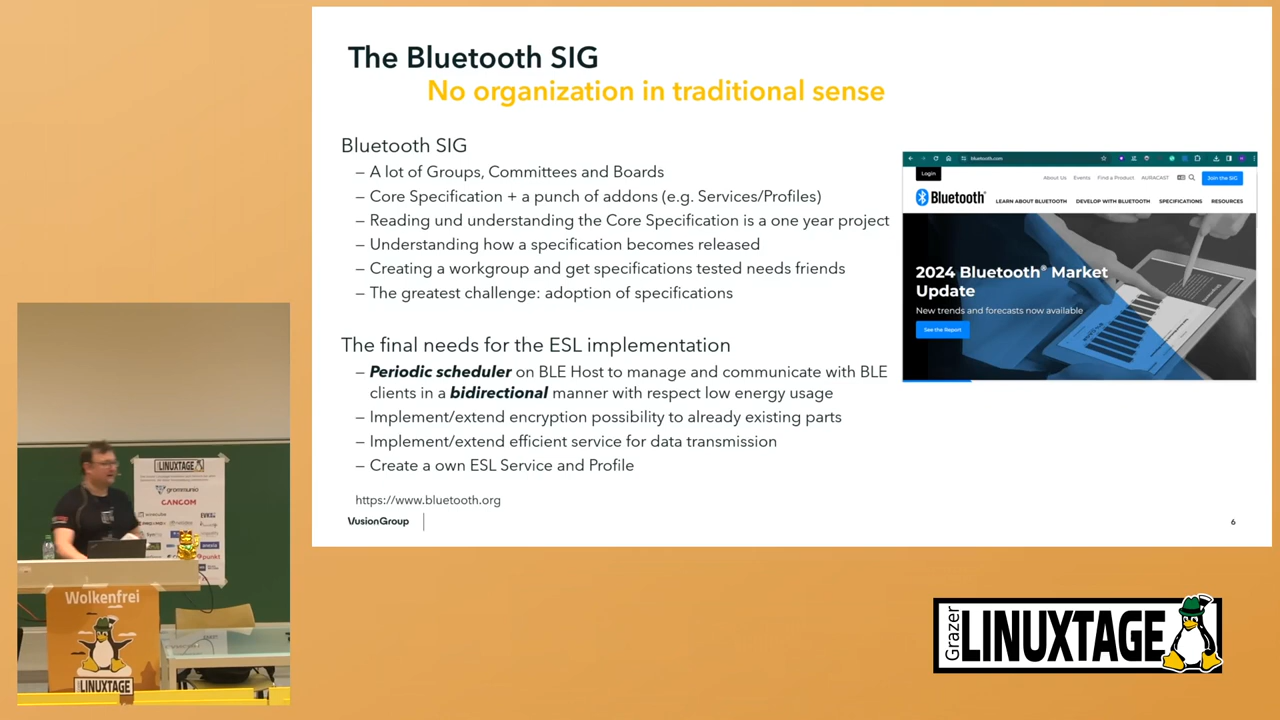 The Bluetooth SIG
No organization in traditional sense
Bluetooth SIG
– A lot of Groups, Committees and Boards
– Core Specification + a punch of addons (e.g. Services/Profiles)
– Reading und understanding the Core Specification is a one year project
– Understanding how a specification becomes released
– Creating a workgroup and get specifications tested needs friends
– The greatest challenge: adoption of specifications
The final needs for the ESL implementation
– Periodic scheduler on BLE Host to manage and communicate with BLE
clients in a bidirectional manner with respect low energy usage
– Implement/extend encryption possibility to already existing parts
– Implement/extend efficient service for data transmission
– Create a own ESL Service and Profile
https://www.bluetooth.org
VusionGroup
6
bluetooth.com
Login
About Us Events Find a Product AURACAST Join the SIG
Bluetooth LEARN ABOUT BLUETOOTH DEVELOP WITH BLUETOOTH SPECIFICATIONS RESOURCES
2024 Bluetooth® Market
Update
New trends and forecasts now available
See the Report
LINUXTAGE
grommunio
CANCOM
Wolkenfrei
LINUXTAGE
Grazer
LINUXTAGE